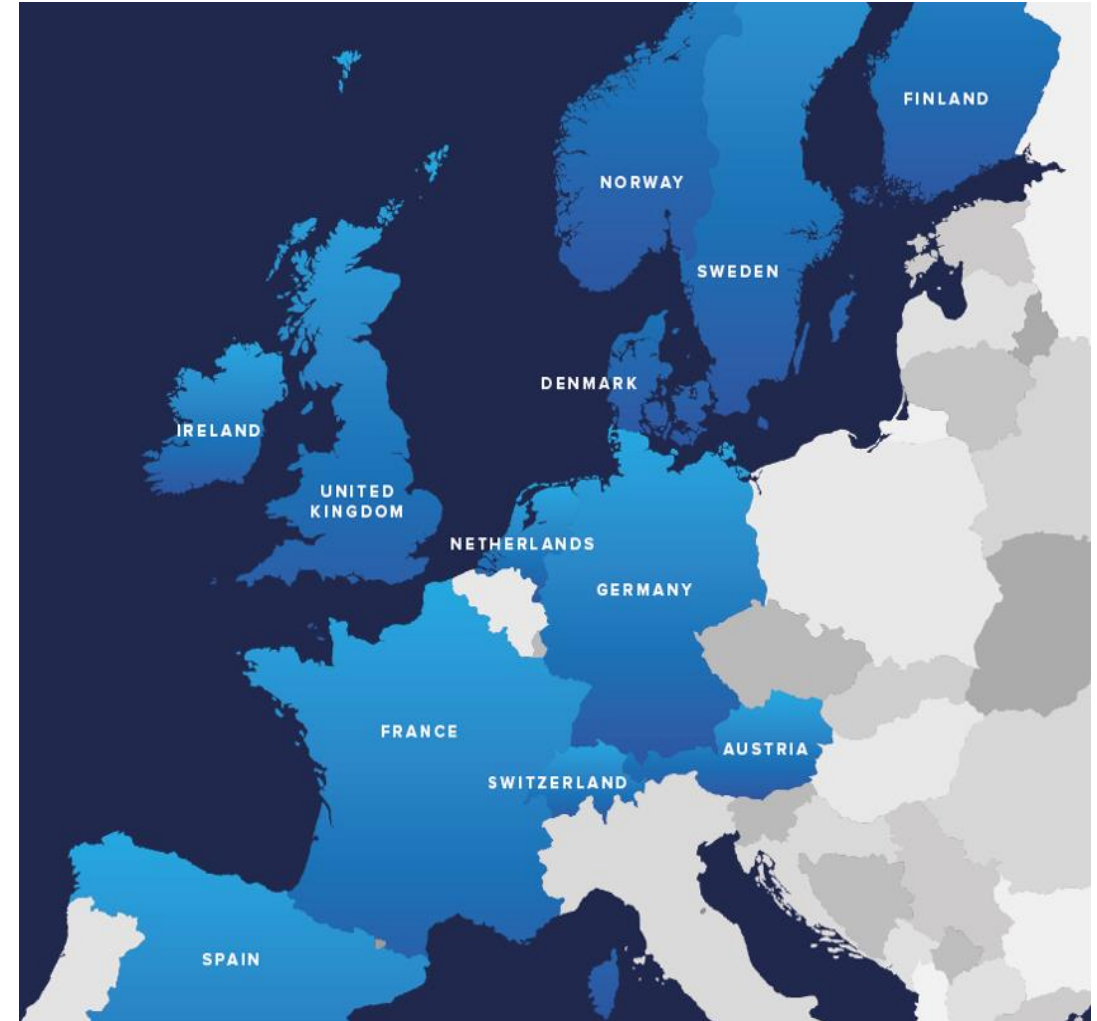 FINLAND
NORWAY
SWEDEN
DENMARK
IRELAND
UNITED
KINGDOM
NETHERLANDS
GERMANY
FRANCE
AUSTRIA
SWITZERLAND
SPAIN